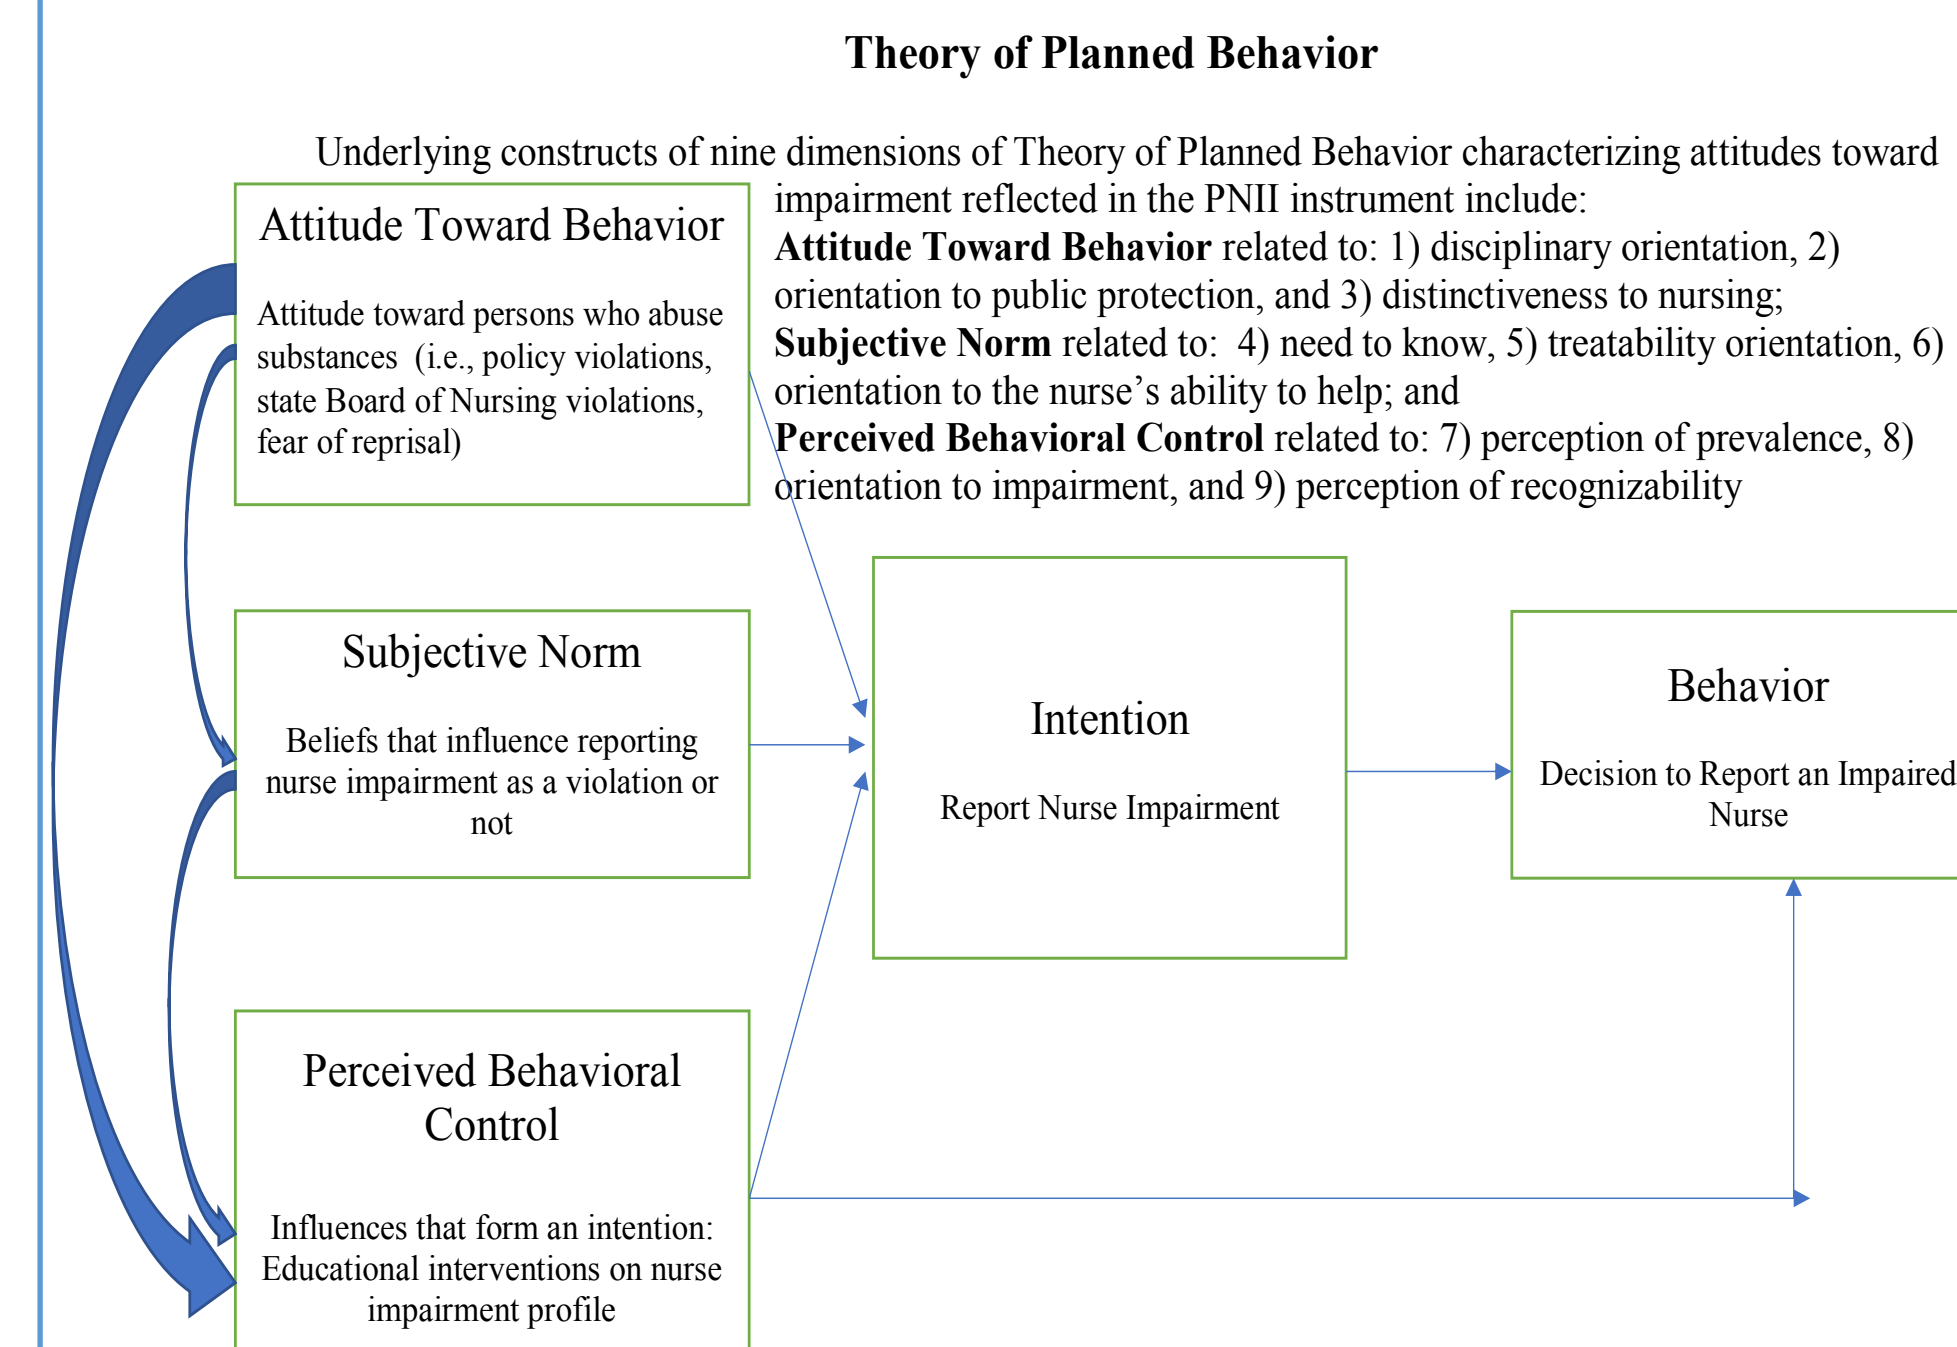 Theory of Planned Behavior
Underlying constructs of nine dimensions of Theory of Planned Behavior characterizing attitudes toward
impairment reflected in the PNII instrument include:
Attitude Toward Behavior related to: 1) disciplinary orientation, 2)
orientation to public protection, and 3) distinctiveness to nursing;
Subjective Norm related to: 4) need to know, 5) treatability orientation, 6)
orientation to the nurse’s ability to help; and
Perceived Behavioral Control related to: 7) perception of prevalence, 8)
orientation to impairment, and 9) perception of recognizability
Attitude Toward Behavior
Attitude toward persons who abuse
substances (i.e., policy violations,
state Board of Nursing violations,
fear of reprisal)
Subjective Norm
Beliefs that influence reporting
nurse impairment as a violation or
not
Perceived Behavioral
Control
Influences that form an intention:
Educational interventions on nurse
impairment profile
Intention
Report Nurse Impairment
Behavior
Decision to Report an Impaired
Nurse